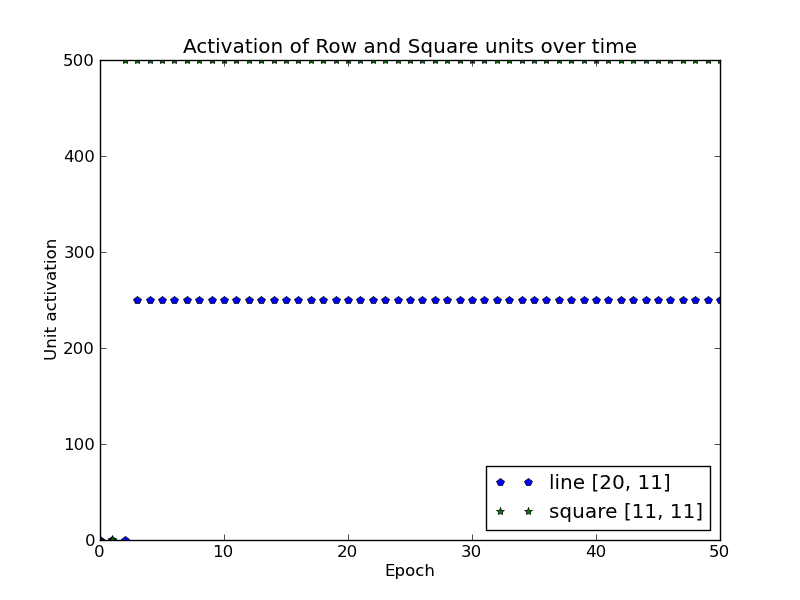 Activation of Row and Square units over time
500
400
300
200
100
0
Unit activation
0 10 20 30 40 50
Epoch
line [20, 11]
square [11, 11]